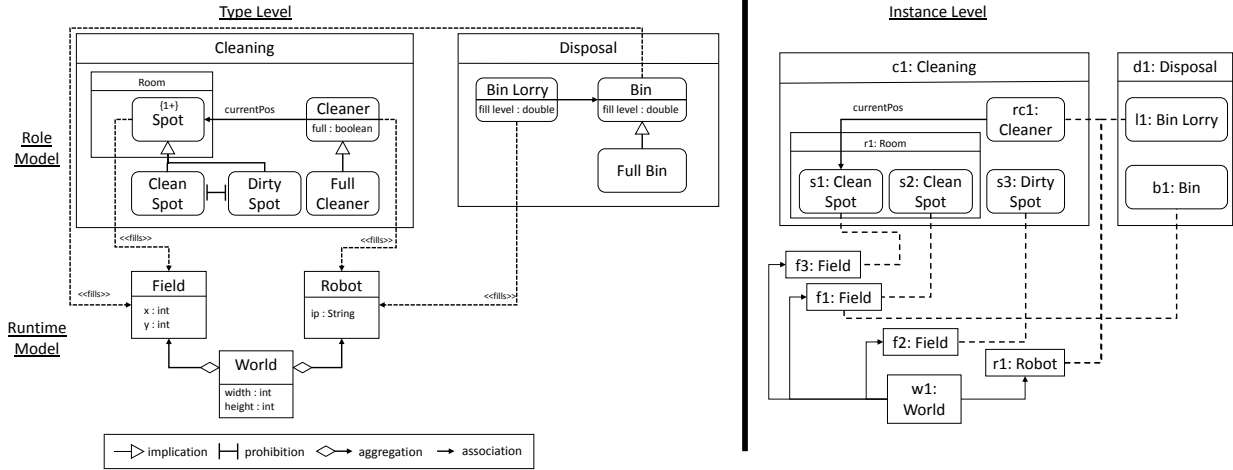 Type Level
Instance Level
Role
Model
Runtime
Model
Cleaning
Room
{1+}
Spot
currentPos
Cleaner
full : boolean
Clean
Spot
Dirty
Spot
Full
Cleaner
Disposal
Bin Lorry
fill level : double
Bin
fill level : double
Full Bin
<<fills>>
<<fills>>
<<fills>>
<<fills>>
Field
x : int
y : int
Robot
ip : String
World
width : int
height : int
implication
prohibition
aggregation
association
c1: Cleaning
currentPos
rc1:
Cleaner
r1: Room
s1: Clean
Spot
s2: Clean
Spot
s3: Dirty
Spot
d1: Disposal
l1: Bin Lorry
b1: Bin
f3: Field
f1: Field
f2: Field
r1: Robot
w1:
World